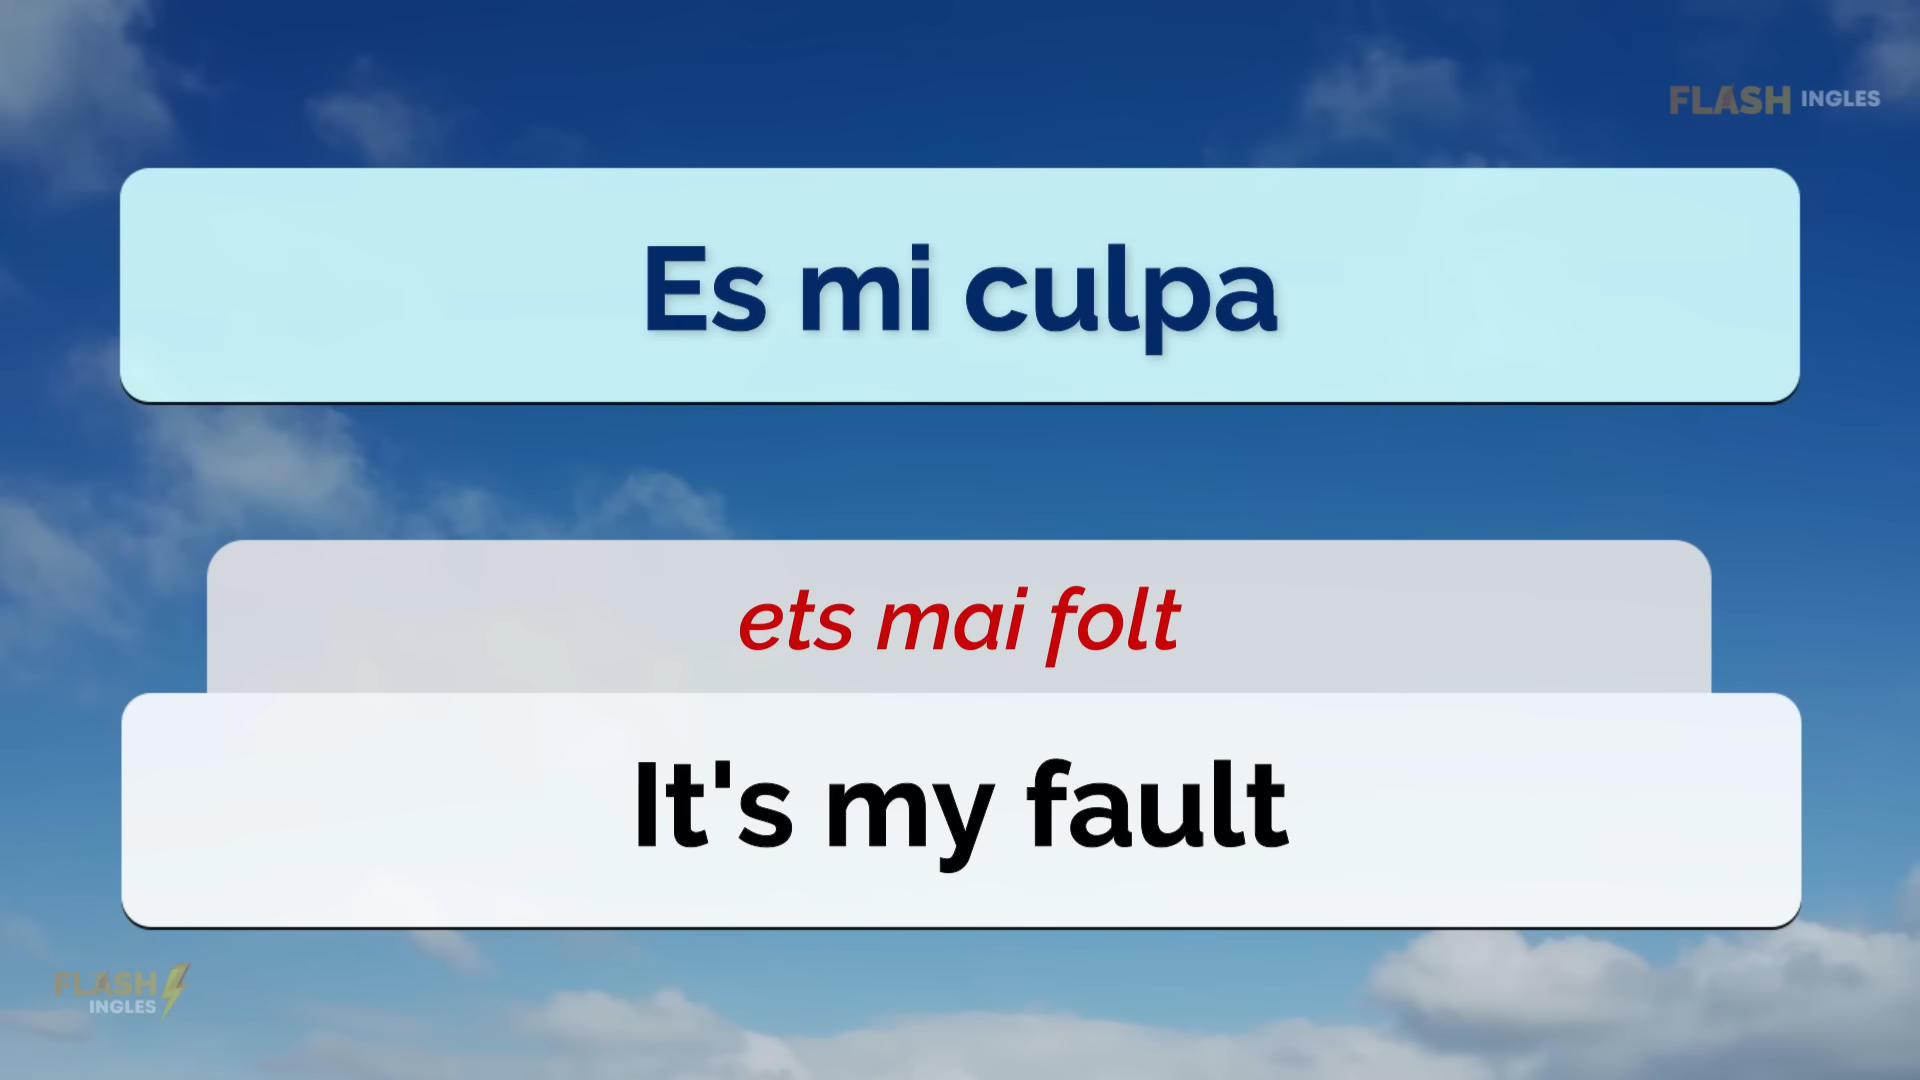 FLASH INGLES
Es mi culpa
ets mai folt
It's my fault
FLASH
INGLES